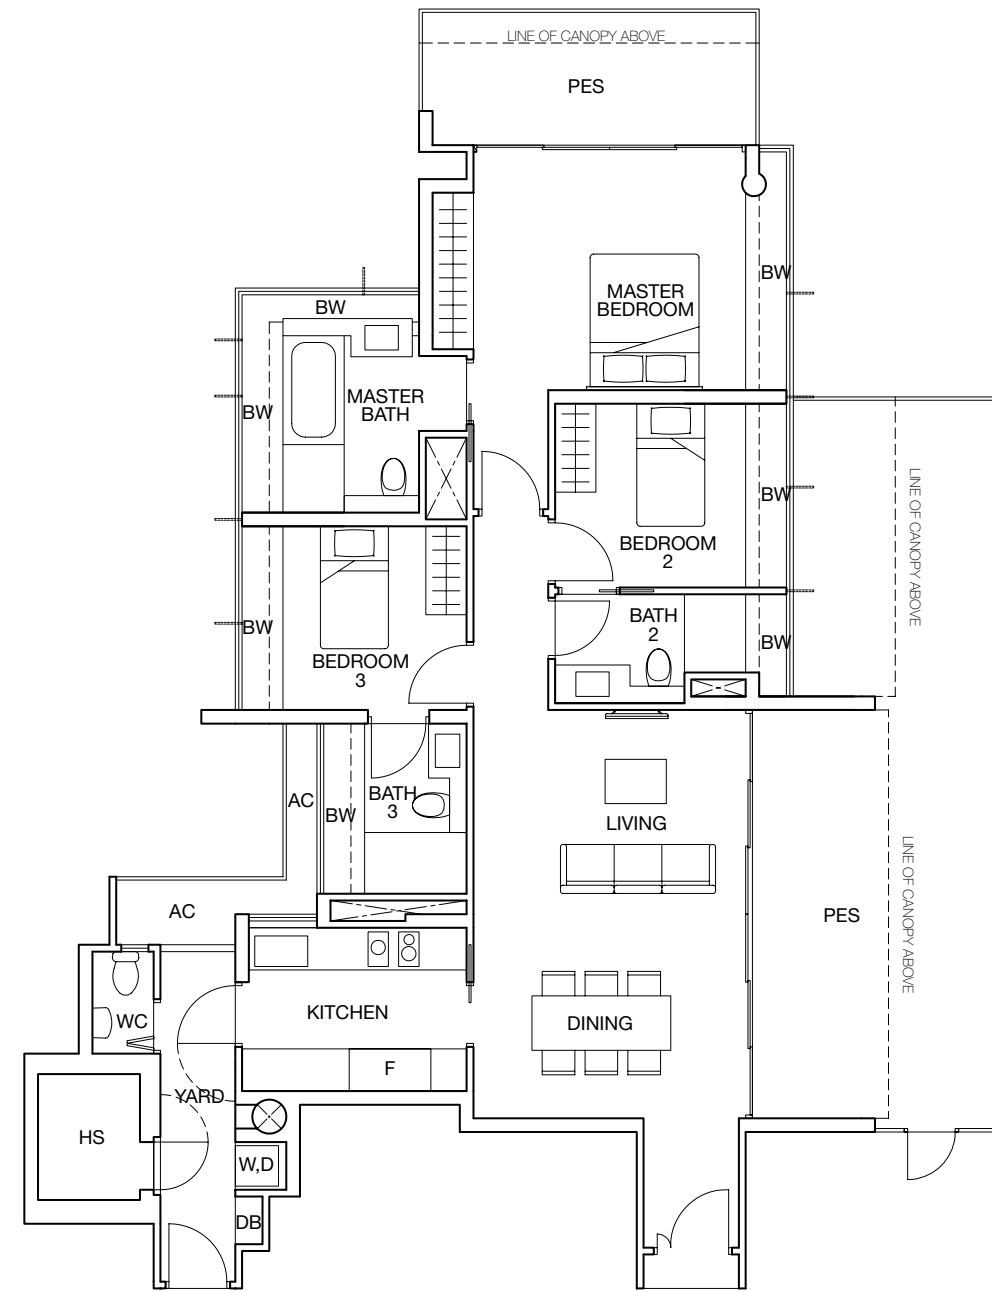 LINE OF CANOPY ABOVE
PES
BW
MASTER
BEDROOM
BW
MASTER
BATH
BW
BW
LINE OF CANOPY ABOVE
BEDROOM
2
BATH
2
BW
BW
BEDROOM
3
AC
BW
BATH
3
LIVING
LINE OF CANOPY ABOVE
AC
PES
KITCHEN
WC
DINING
F
YARD
HS
W,D
DB